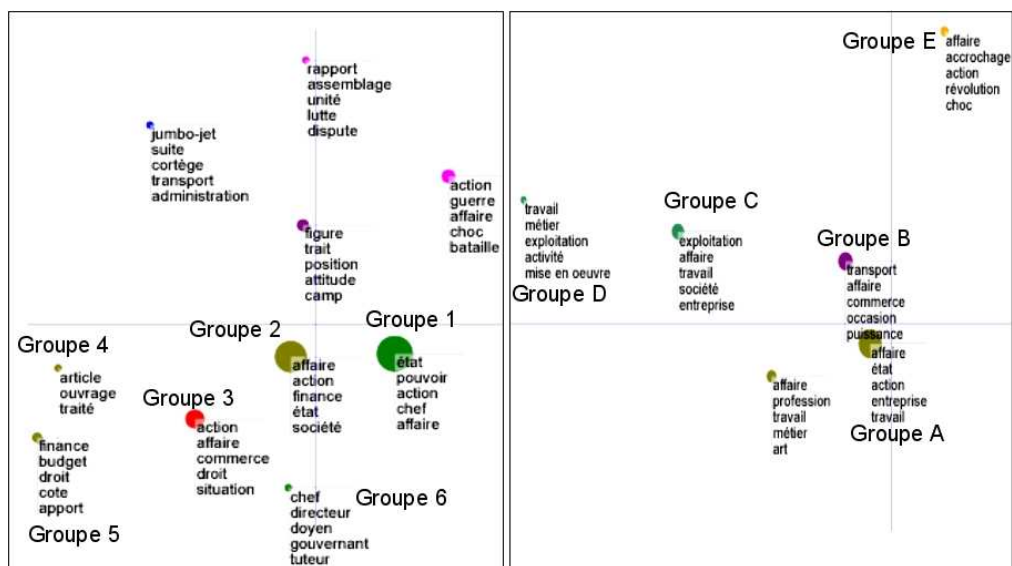 rapport
assemblage
unité
lutte
dispute
jumbo-jet
suite
cortège
transport
administration
action
guerre
affaire
choc
bataille
figure
trait
position
attitude
camp
Groupe 1
état
pouvoir
action
chef
affaire
Groupe 2
affaire
action
finance
état
société
Groupe 4
article
ouvrage
traité
Groupe 3
action
affaire
commerce
droit
situation
finance
budget
droit
cote
apport
Groupe 5
Groupe 6
chef
directeur
doyen
gouvernant
tuteur
Groupe E
affaire
accrochage
action
révolution
choc
travail
métier
exploitation
activité
mise en oeuvre
Groupe D
Groupe C
exploitation
affaire
travail
société
entreprise
Groupe B
transport
affaire
commerce
occasion
puissance
affaire
état
action
entreprise
travail
Groupe A
affaire
profession
travail
métier
art